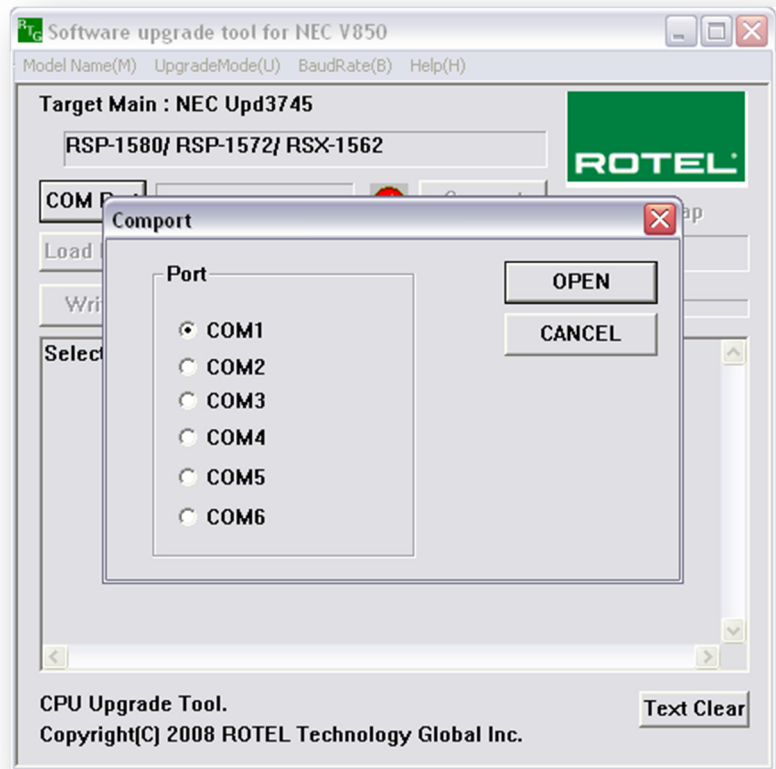 RTG Software upgrade tool for NEC V850
Model Name(M) UpgradeMode(U) BaudRate(B) Help(H)
Target Main : NEC Upd3745
RSP-1580/ RSP-1572/ RSX-1562
ROTEL
COM
Comport
Load
Port
OPEN
COM1
CANCEL
COM2
COM3
COM4
COM5
COM6
CPU Upgrade Tool.
Text Clear
Copyright(C) 2008 ROTEL Technology Global Inc.